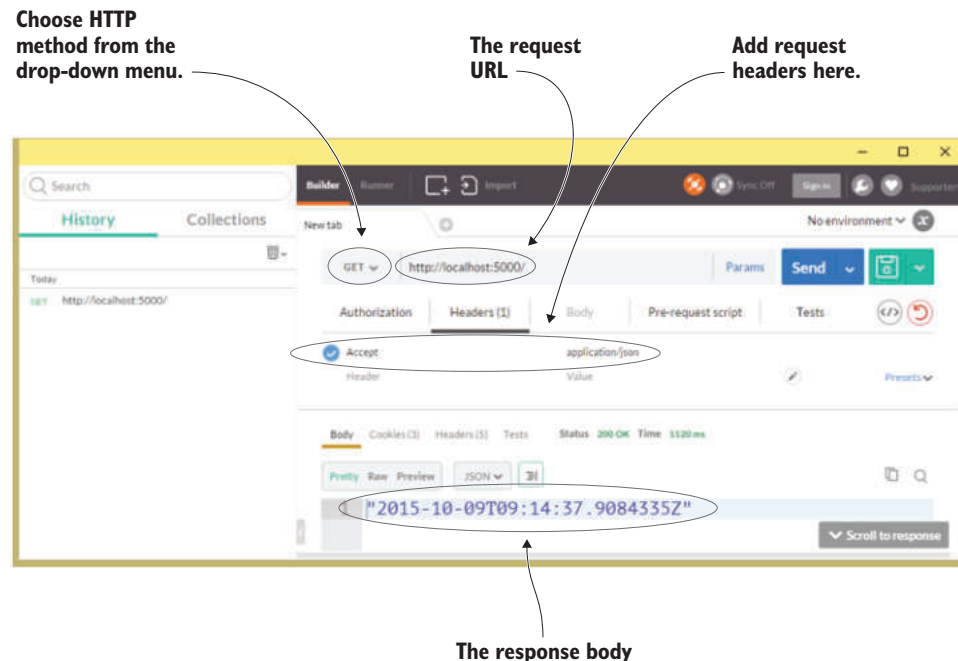 Choose HTTP
method from the
drop-down menu.
The request
URL
Add request
headers here.
Search
Builder Runner Import Sync Off Sign in Supporter
History Collections
New tab No environment
GET http://localhost:5000/ Params Send
Today
GET http://localhost:5000/
Authorization Headers (1) Body Pre-request script Tests
Accept application/json
Header Value Presets
Body Cookies (3) Headers (5) Tests Status 200 OK Time 1120 ms
Pretty Raw Preview JSON
1 "2015-10-09T09:14:37.9084335Z"
Scroll to response
The response body